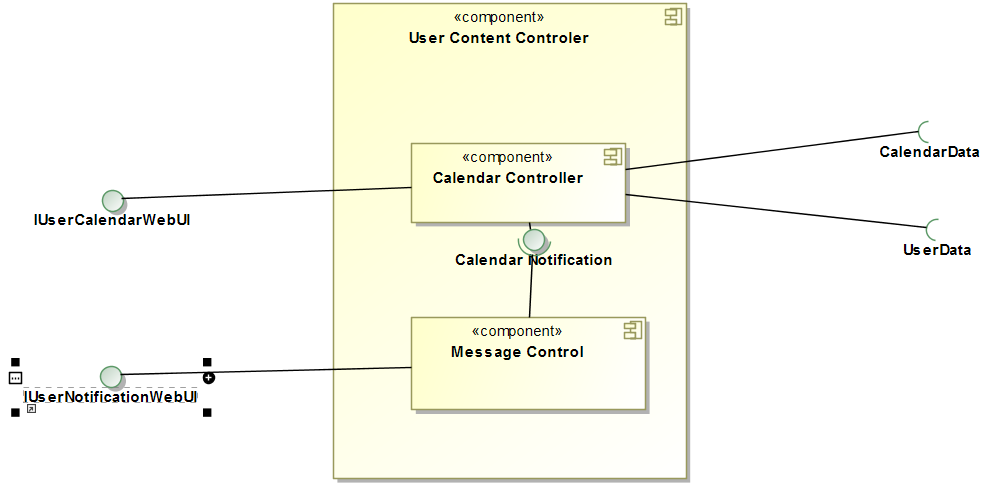 «component»
User Content Controler
«component»
Calendar Controller
CalendarData
IUserCalendarWebUI
UserData
Calendar Notification
«component»
Message Control
IUserNotificationWebUI